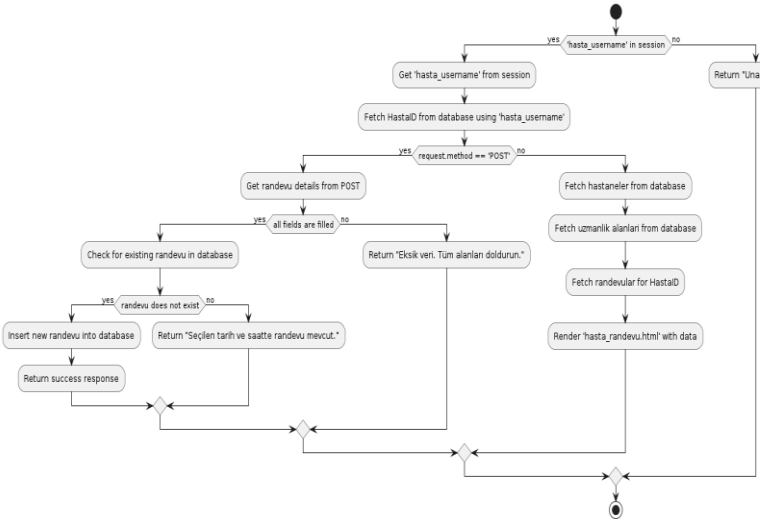 yes
'hasta_username' in session
no
Get 'hasta_username' from session
Return "Una
Fetch HastaID from database using 'hasta_username'
yes
request.method == 'POST'
no
Get randevu details from POST
Fetch hastaneler from database
yes
all fields are filled
no
Fetch uzmanlik alanlari from database
Check for existing randevu in database
Return "Eksik veri. Tüm alanları doldurun."
Fetch randevular for HastaID
yes
randevu does not exist
no
Insert new randevu into database
Return "Seçilen tarih ve saatte randevu mevcut."
Render 'hasta_randevu.html' with data
Return success response